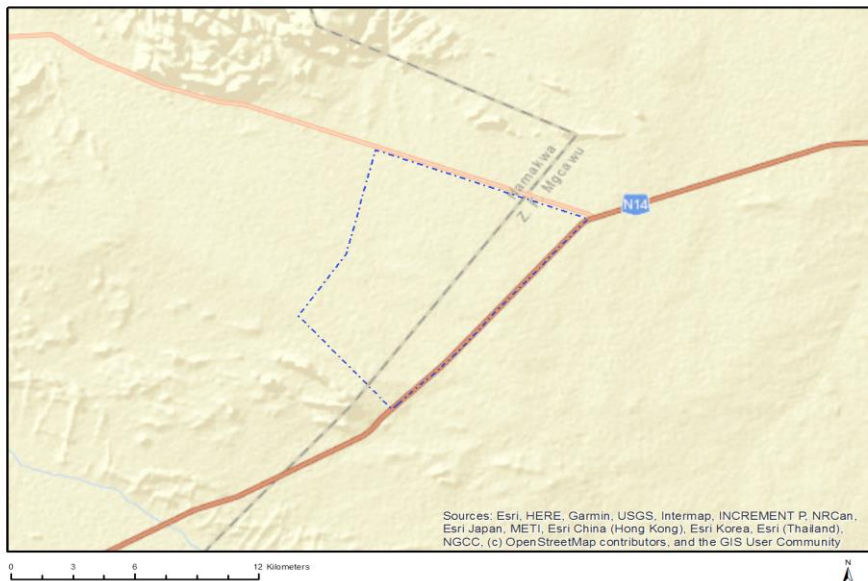 Namakwa
Z Mgcawu
N14
Sources: Esri, HERE, Garmin, USGS, Intermap, INCREMENT P, NRCan,
Esri Japan, METI, Esri China (Hong Kong), Esri Korea, Esri (Thailand),
NGCC, (c) OpenStreetMap contributors, and the GIS User Community
0 3 6 12 Kilometers
N